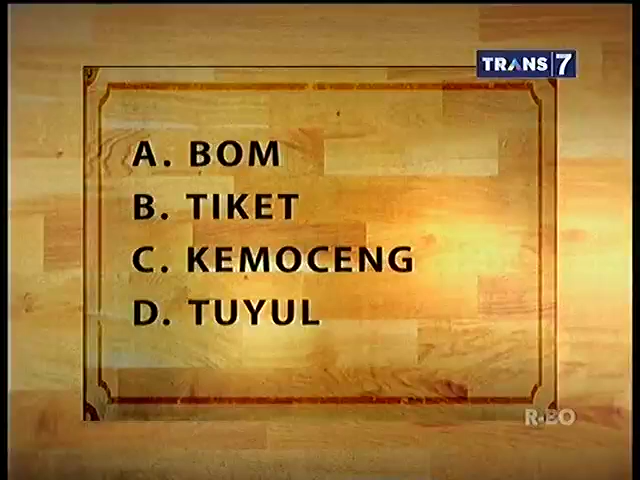 TRANS 7
A. BOM
B. TIKET
C. KEMOCENG
D. TUYUL
R-BO